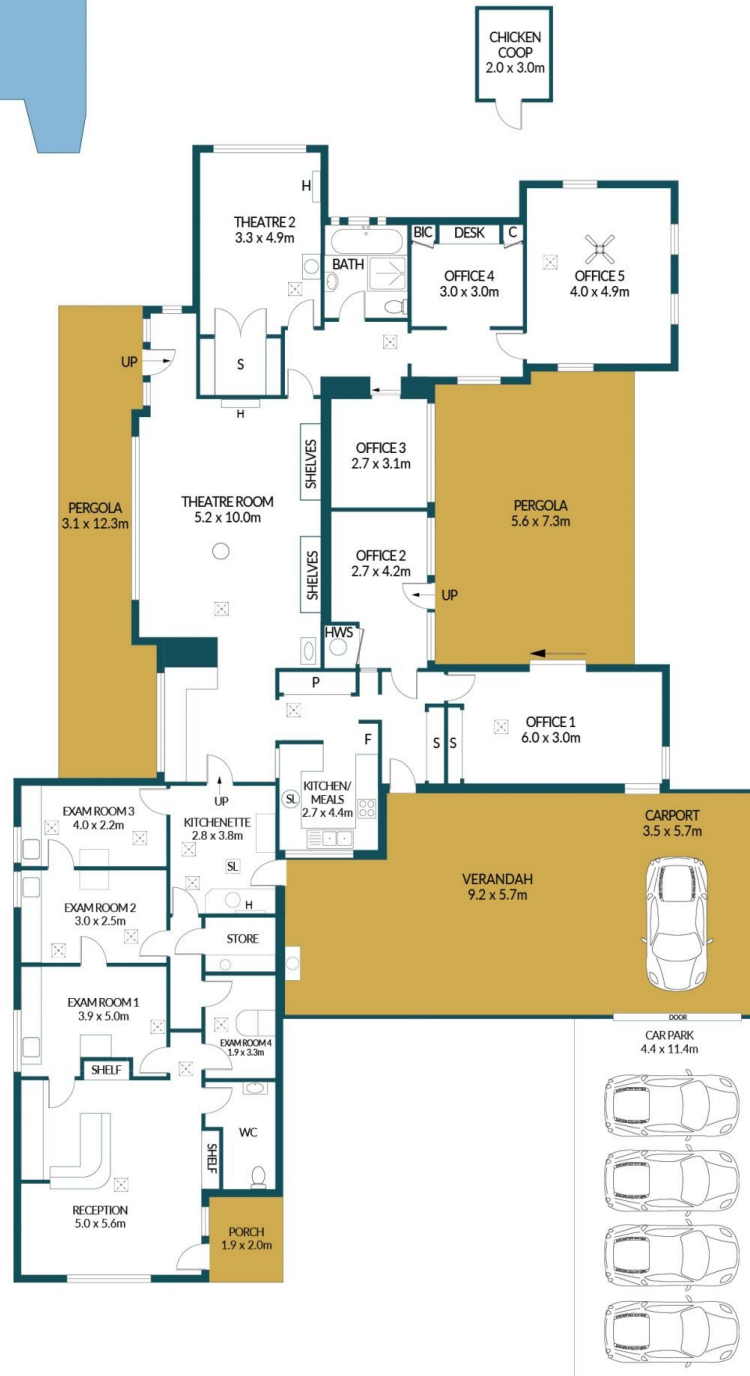 CHICKEN
COOP
2.0 x 3.0m
H
THEATRE 2
3.3 x 4.9m
BIC
DESK
C
BATH
OFFICE 4
3.0 x 3.0m
OFFICE 5
4.0 x 4.9m
UP
S
H
SHELVES
OFFICE 3
2.7 x 3.1m
PERGOLA
3.1 x 12.3m
THEATRE ROOM
5.2 x 10.0m
PERGOLA
5.6 x 7.3m
SHELVES
OFFICE 2
2.7 x 4.2m
UP
HWS
P
F
S
S
OFFICE 1
6.0 x 3.0m
UP
KITCHENETTE
2.8 x 3.8m
SL
KITCHEN/
MEALS
2.7 x 4.4m
EXAM ROOM 3
4.0 x 2.2m
CARPORT
3.5 x 5.7m
SL
VERANDAH
9.2 x 5.7m
H
EXAM ROOM 2
3.0 x 2.5m
STORE
EXAM ROOM 1
3.9 x 5.0m
EXAM ROOM 4
1.9 x 3.3m
DOOR
CAR PARK
4.4 x 11.4m
SHELF
WC
SHELF
RECEPTION
5.0 x 5.6m
PORCH
1.9 x 2.0m